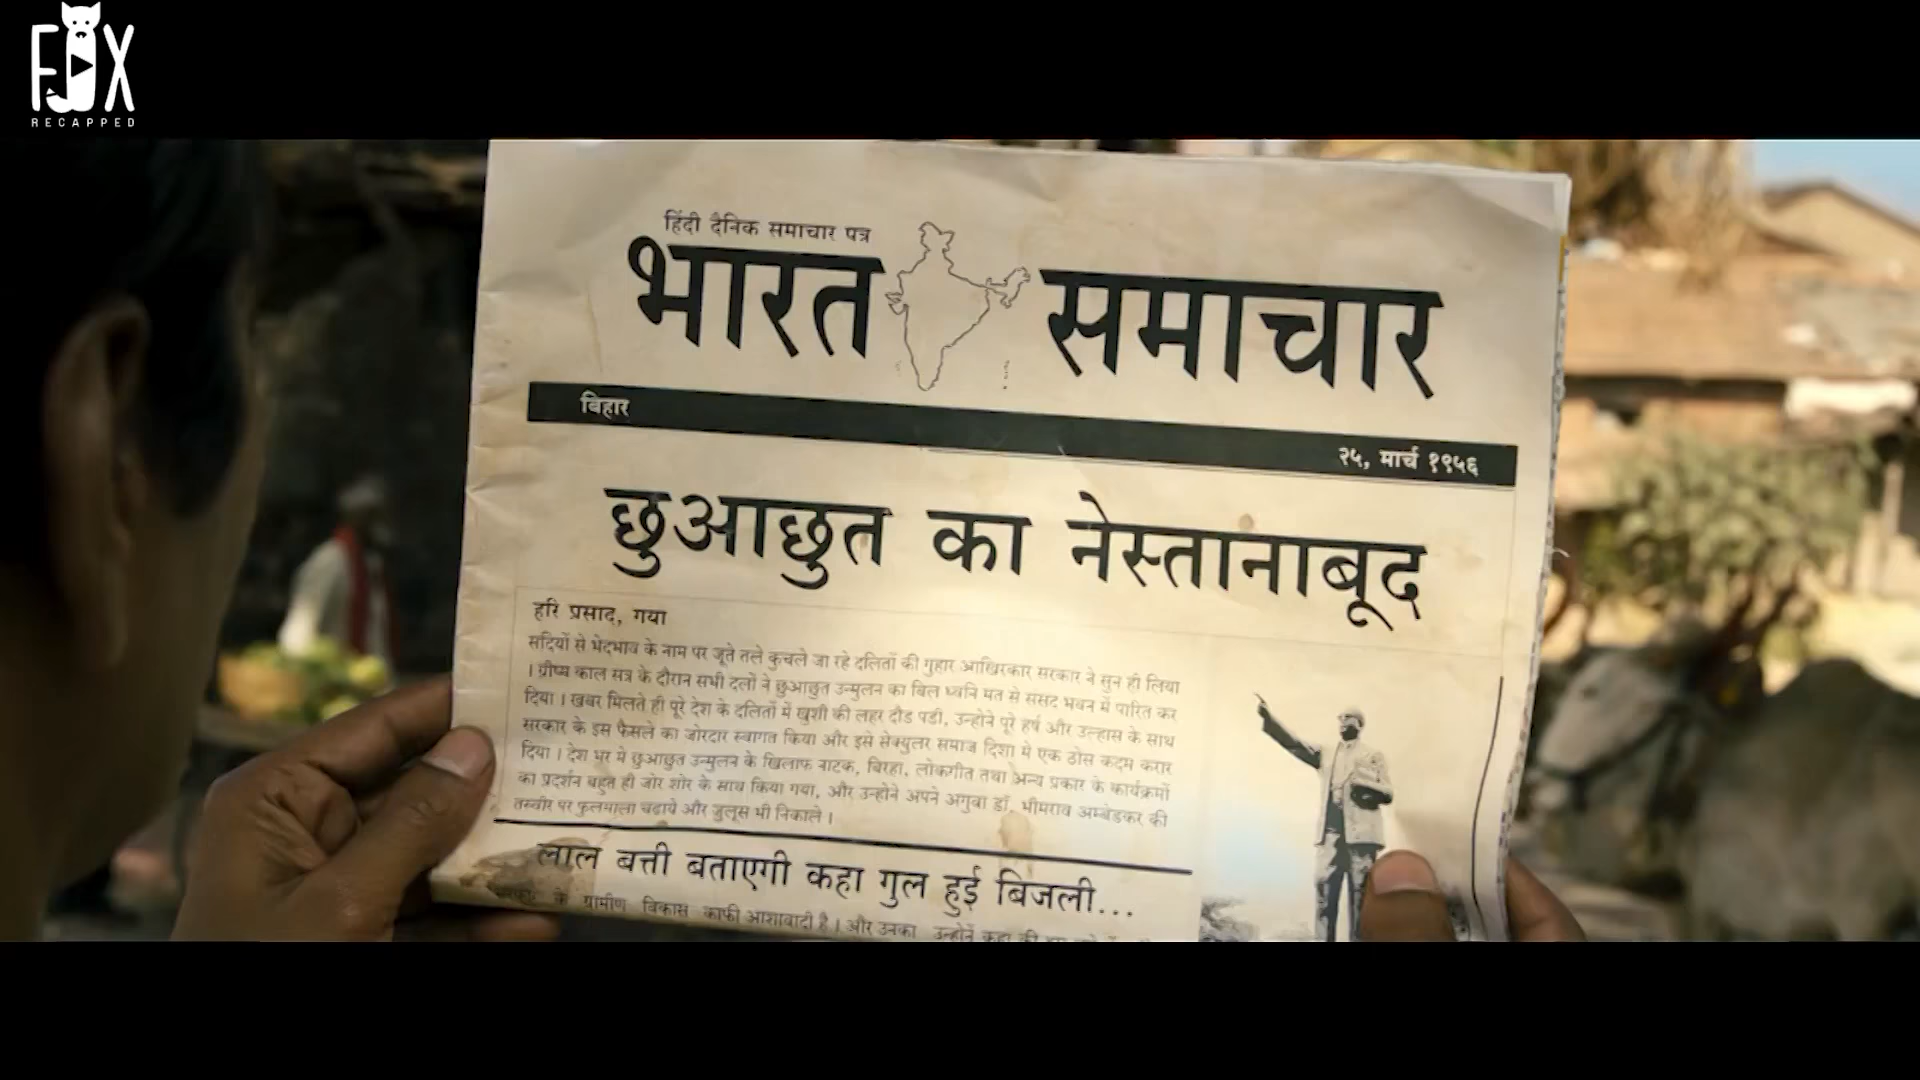 FOX
RECAPPED
हिंदी दैनिक समाचार पत्र
भारत समाचार
बिहार
२५, मार्च १९५६
छुआछुत का नेस्तानाबूद
हरि प्रसाद, गया
सदियों से भेदभाव के नाम पर जूते तले कुचले जा रहे दलितों की गुहार आखिरकार सरकार ने सुन ही लिया
। ग्रीष्म काल सत्र के दौरान सभी दलों ने छुआछुत उन्मुलन का बिल ध्वनि मत से ससद भवन में पारित कर
दिया । खबर मिलते ही पूरे देश के दलितों में खुशी की लहर दौड पडी, उन्होने पूरे हर्ष और उल्हास के साथ
सरकार के इस फैसले का जोरदार स्वागत किया और इसे सेक्युलर समाज दिशा मे एक ठोस कदम करार
दिया । देश भर मे छुआछुत उन्मुलन के खिलाफ नाटक, बिरहा, लोकगीत तथा अन्य प्रकार के कार्यक्रमों
का प्रदर्शन बहुत ही जोर शोर के साथ किया गया, और उन्होने अपने अगुवा डॉ. भीमराव अम्बेडकर की
तस्वीर पर फुलमाला चढाये और जुलूस भी निकाले ।
लाल बत्ती बताएगी कहा गुल हुई बिजली...
के ग्रामीण विकास काफी आशावादी है । और उनका उन्होनें कहा की